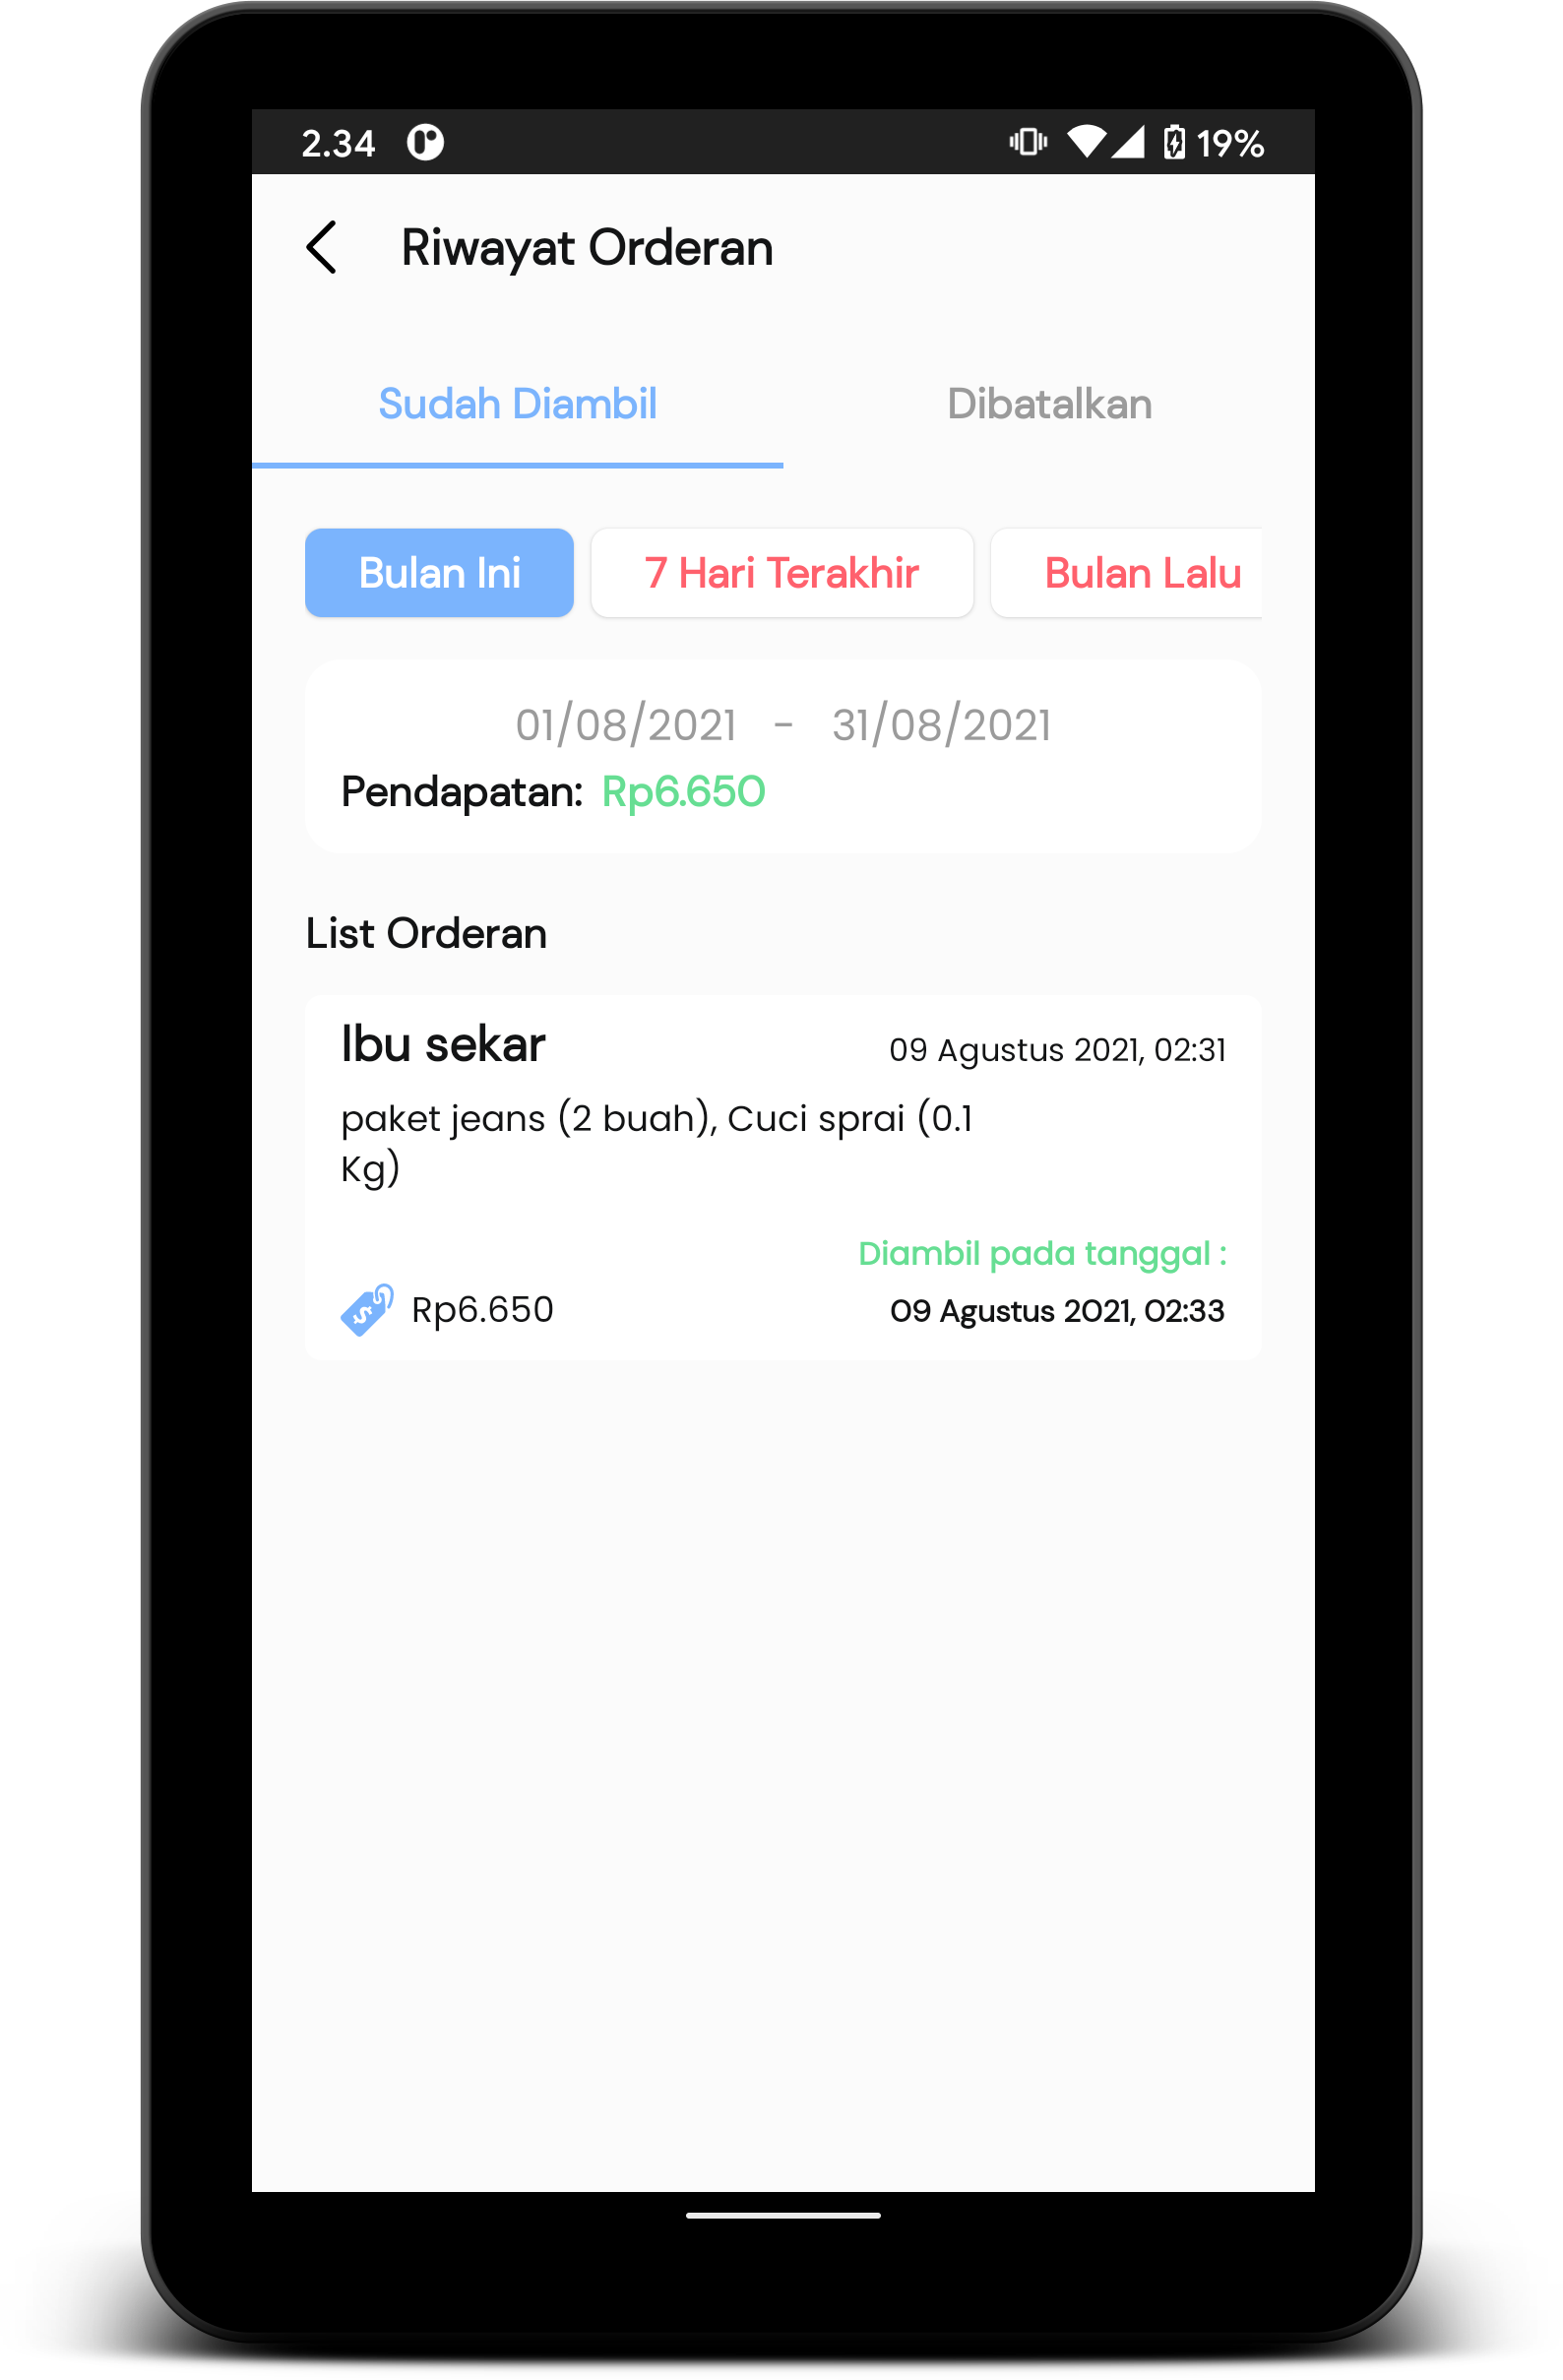 2.34 19%
Riwayat Orderan
Sudah Diambil Dibatalkan
Bulan Ini 7 Hari Terakhir Bulan Lalu
01/08/2021 - 31/08/2021
Pendapatan: Rp6.650
List Orderan
Ibu sekar 09 Agustus 2021, 02:31
paket jeans (2 buah), Cuci sprai (0.1
Kg)
Diambil pada tanggal :
Rp6.650 09 Agustus 2021, 02:33